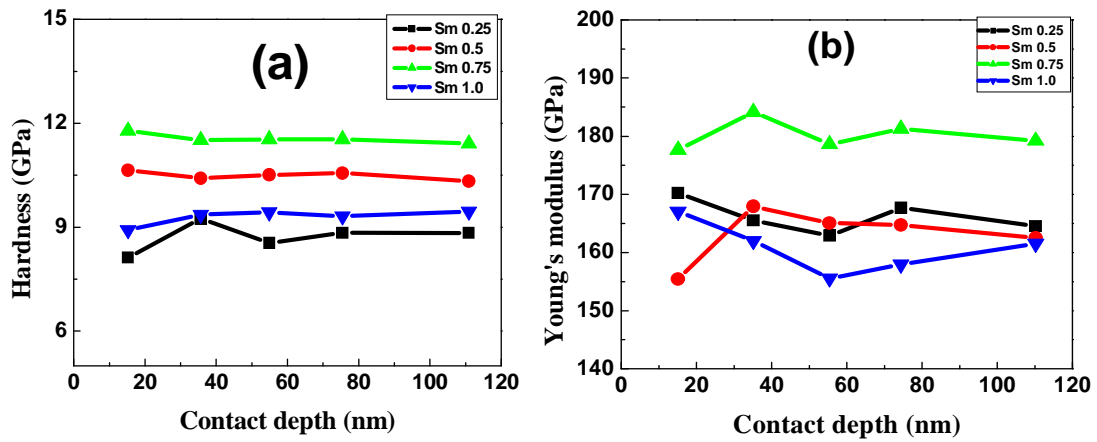 (a)
Sm 0.25
Sm 0.5
Sm 0.75
Sm 1.0
15
12
9
6
Hardness (GPa)
0 20 40 60 80 100 120
Contact depth (nm)
(b)
Sm 0.25
Sm 0.5
Sm 0.75
Sm 1.0
200
190
180
170
160
150
140
Young's modulus (GPa)
0 20 40 60 80 100 120
Contact depth (nm)